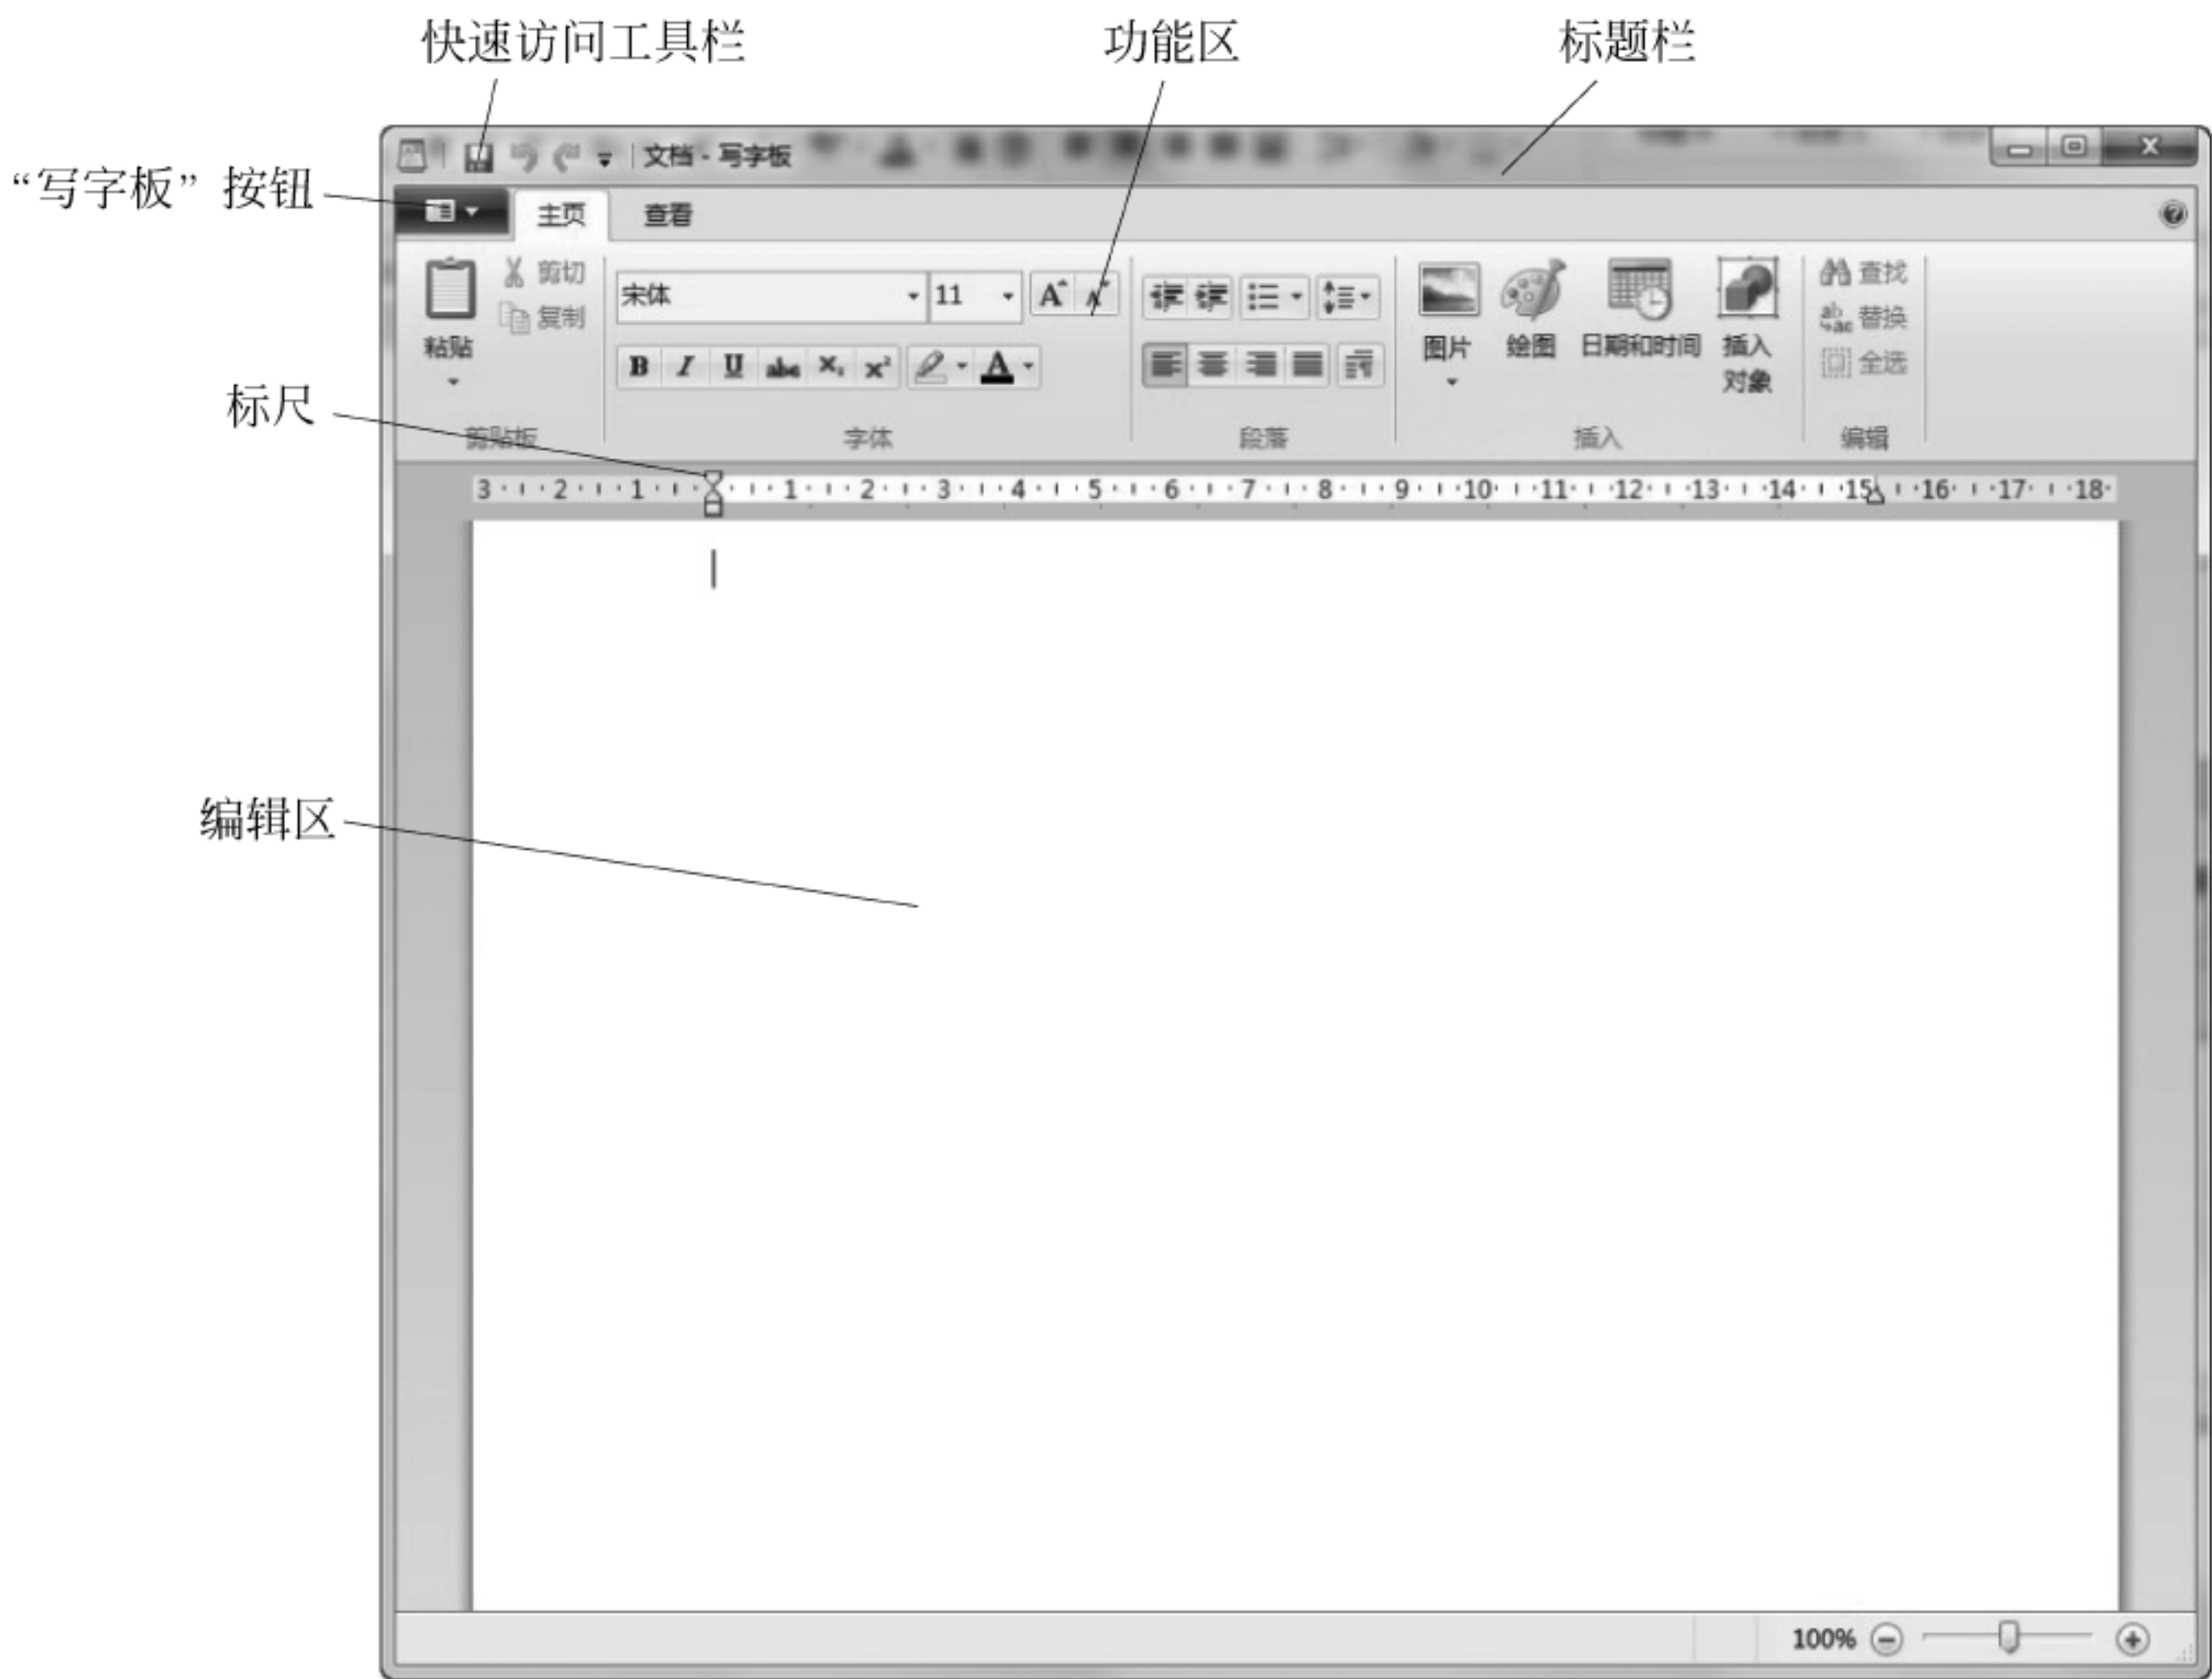 快速访问工具栏 功能区 标题栏
文档 - 写字板
“写字板”按钮
主页 查看
剪切
宋体 11 A A
图片 绘图 日期和时间 插入
对象
查找
复制
替换
粘贴
B I U abc X₂ X² A
全选
标尺
剪贴板 字体 段落 插入 编辑
3 2 1 1 2 3 4 5 6 7 8 9 10 11 12 13 14 15 16 17 18
编辑区
100%